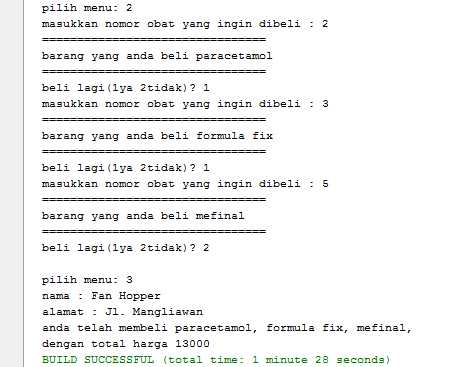 pilih menu: 2
masukkan nomor obat yang ingin dibeli : 2
================================
barang yang anda beli paracetamol
================================
beli lagi(1ya 2tidak)? 1
masukkan nomor obat yang ingin dibeli : 3
================================
barang yang anda beli formula fix
================================
beli lagi(1ya 2tidak)? 1
masukkan nomor obat yang ingin dibeli : 5
================================
barang yang anda beli mefinal
================================
beli lagi(1ya 2tidak)? 2
pilih menu: 3
nama : Fan Hopper
alamat : Jl. Mangliawan
anda telah membeli paracetamol, formula fix, mefinal,
dengan total harga 13000
BUILD SUCCESSFUL (total time: 1 minute 28 seconds)